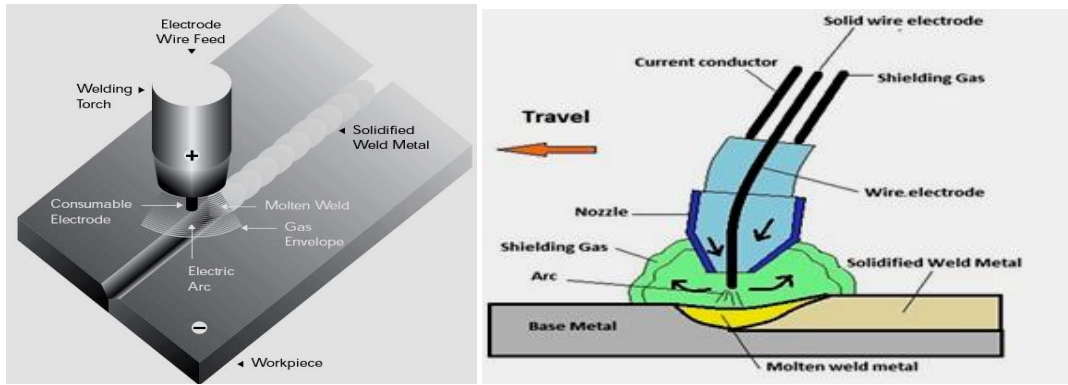 Electrode
Wire Feed
Welding
Torch
+
Solidified
Weld Metal
Consumable
Electrode
Molten Weld
Gas
Envelope
Electric
Arc
−
Workpiece
Solid wire electrode
Current conductor
Shielding Gas
Travel
Wire.electrode
Nozzle
Shielding Gas
Solidified Weld Metal
Arc
Base Metal
Molten weld metal